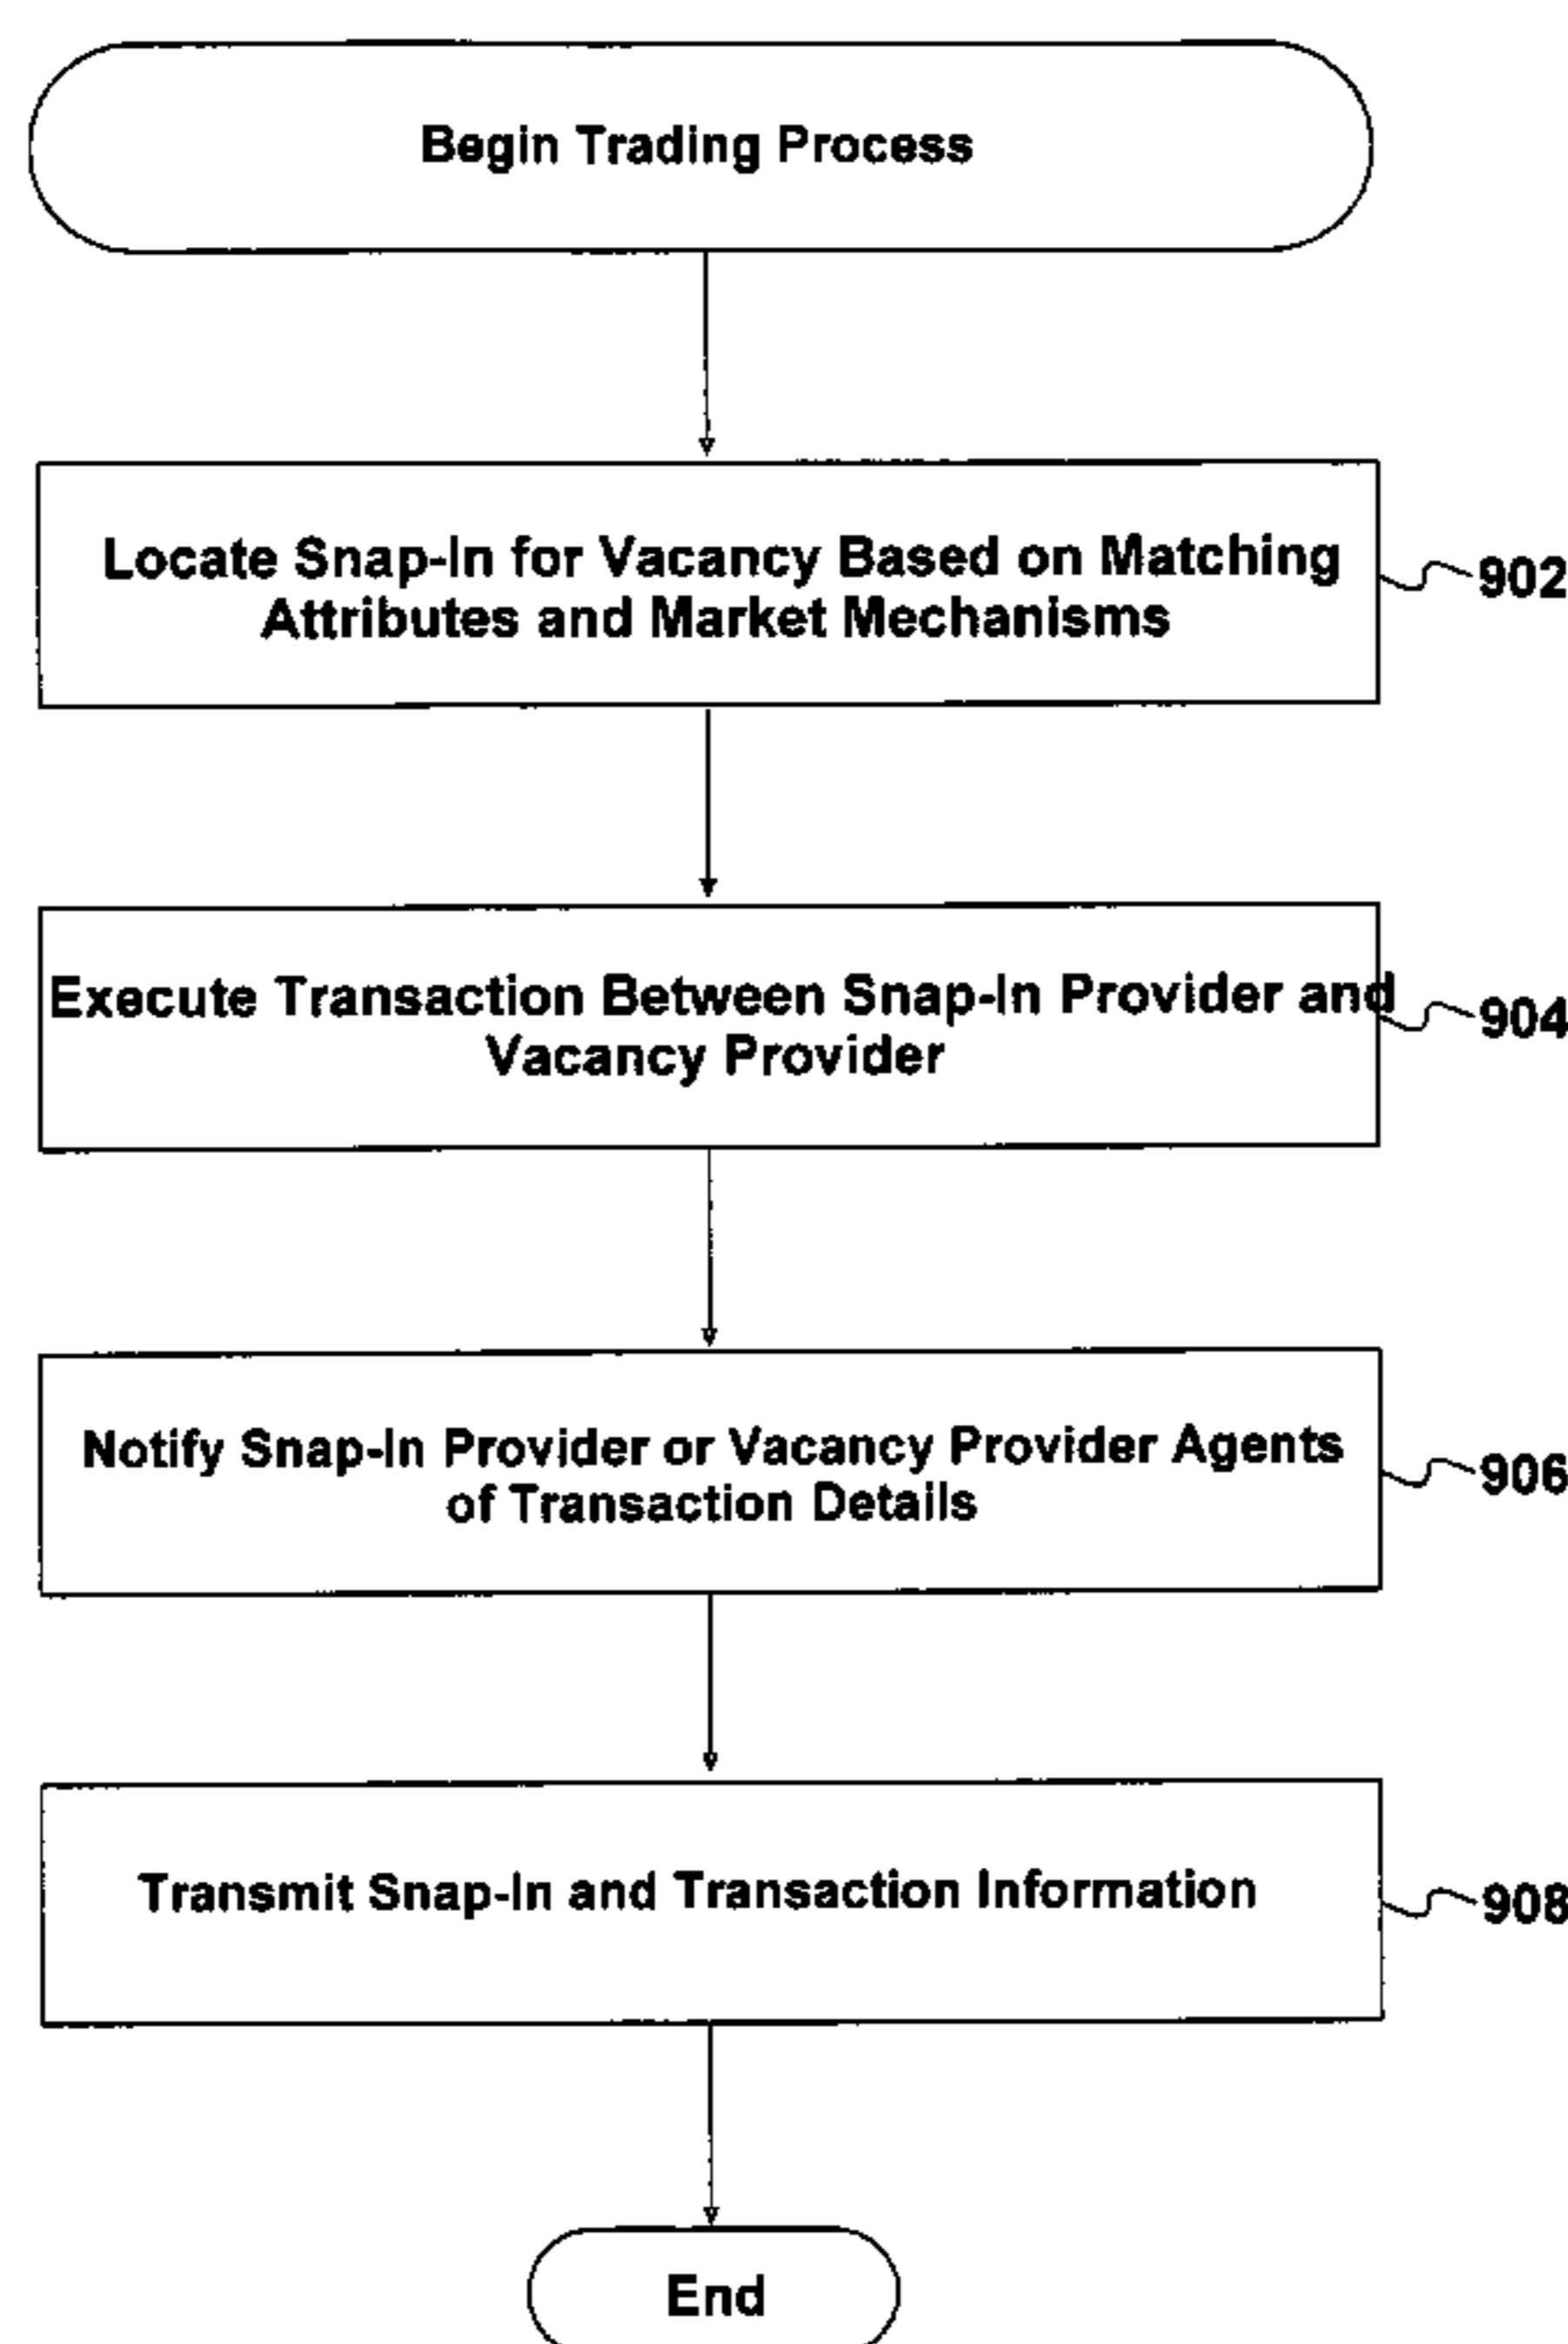 Begin Trading Process
Locate Snap-In for Vacancy Based on Matching
Attributes and Market Mechanisms
902
Execute Transaction Between Snap-In Provider and
Vacancy Provider
904
Notify Snap-In Provider or Vacancy Provider Agents
of Transaction Details
906
Transmit Snap-In and Transaction Information
908
End